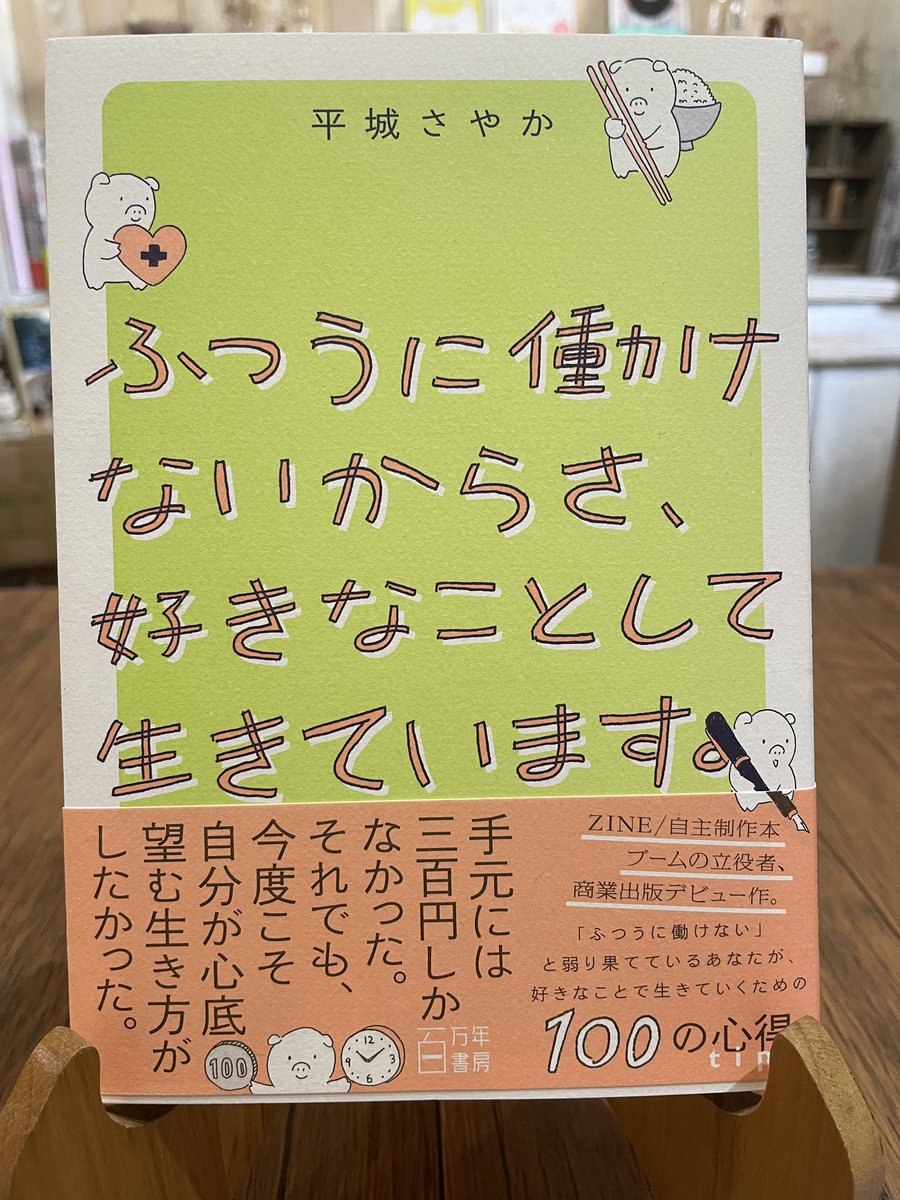 平城さやか
ふつうに働け
ないからさ、
好きなことして
生きています。
手元には
三百円しか
なかった。
それでも、
今度こそ
自分が心底
望む生き方が
したかった。
ZINE/自主制作本
ブームの立役者、
商業出版デビュー作。
「ふつうに働けない」
と弱り果てているあなたが、
好きなことで生きていくための
100の心得
100
12
3
6
9
百万年
書房